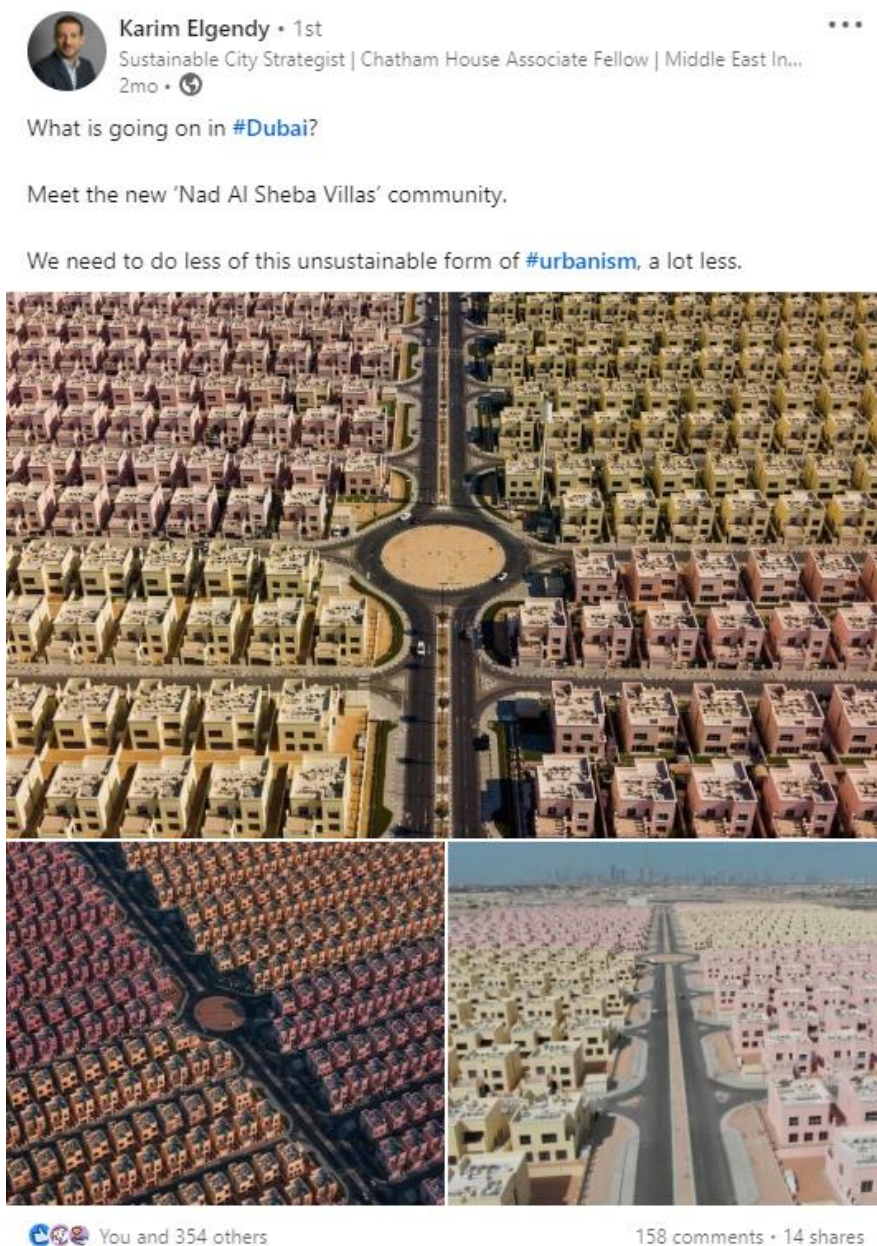 Karim Elgendy • 1st
Sustainable City Strategist | Chatham House Associate Fellow | Middle East In...
2mo •
What is going on in #Dubai?
Meet the new ‘Nad Al Sheba Villas’ community.
We need to do less of this unsustainable form of #urbanism, a lot less.
You and 354 others
158 comments • 14 shares